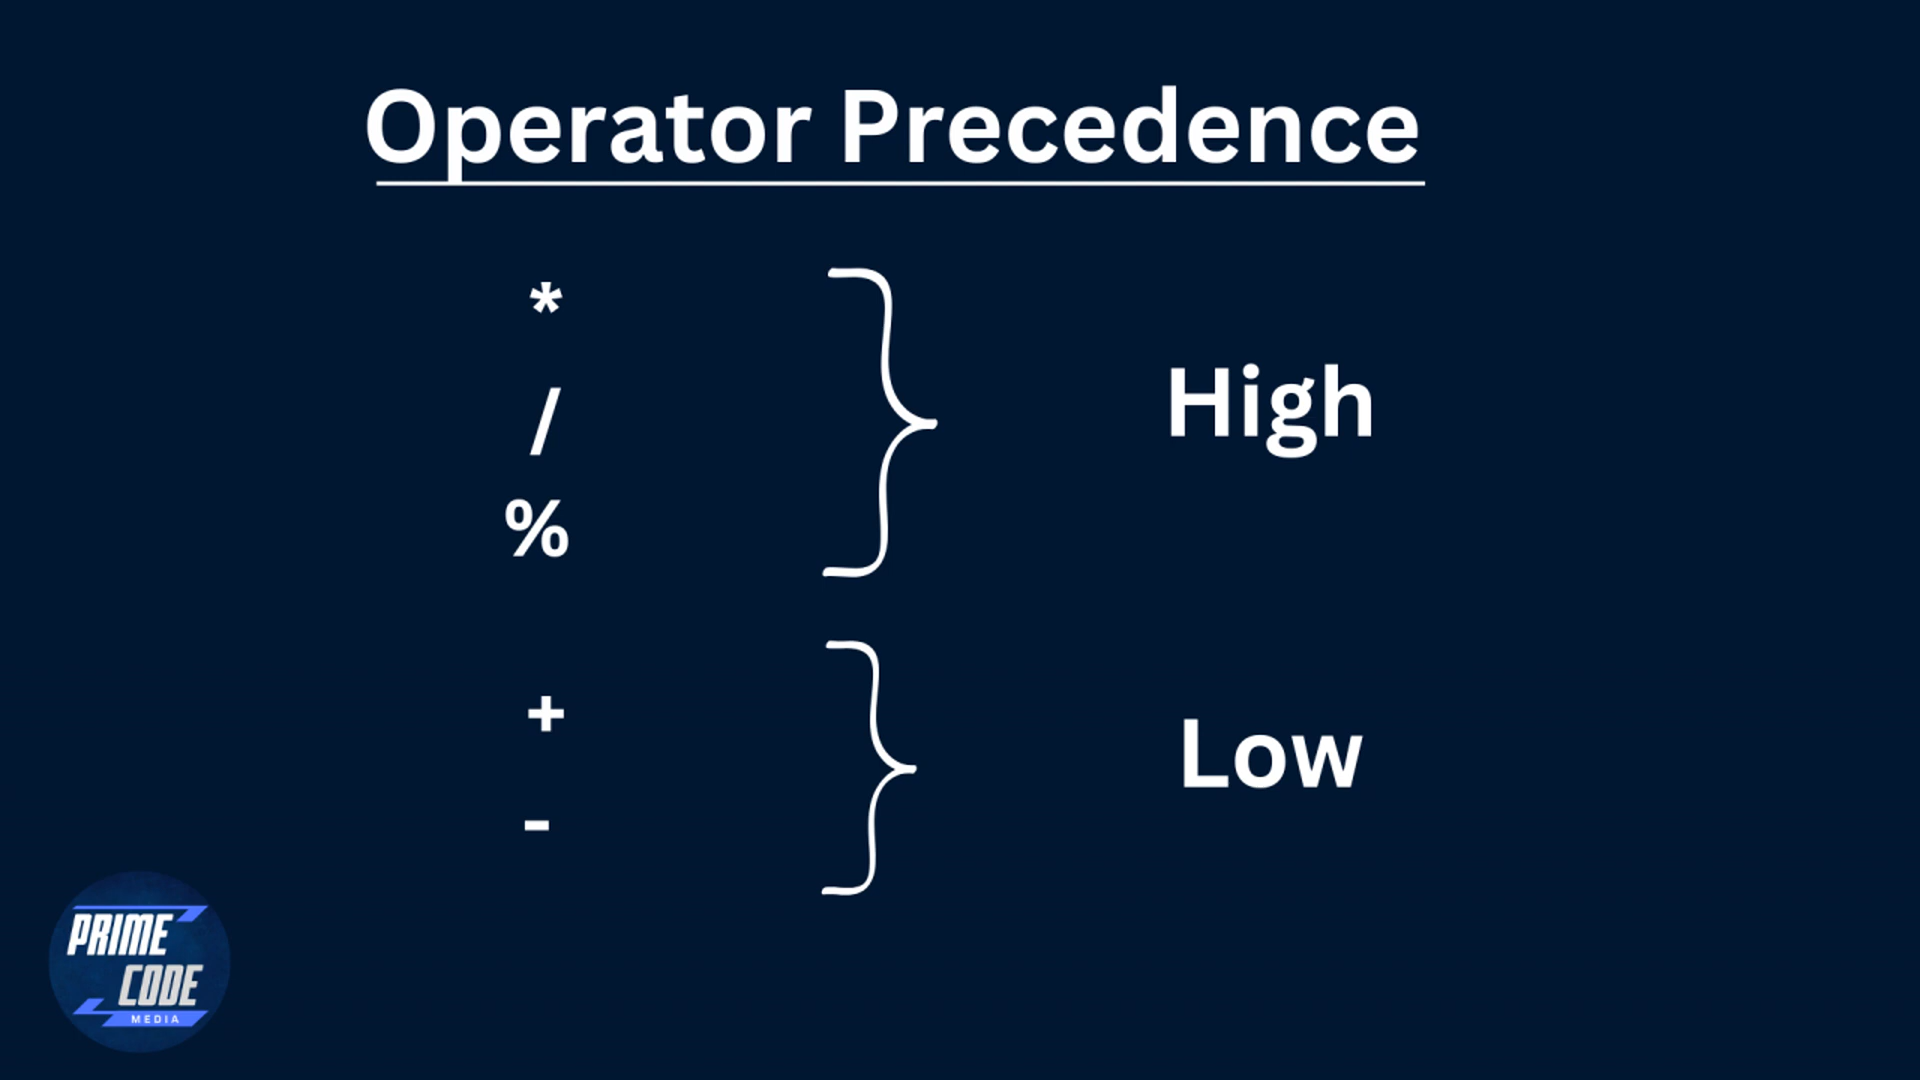 Operator Precedence
*
/
%
High
+
-
Low
PRIME
CODE
MEDIA